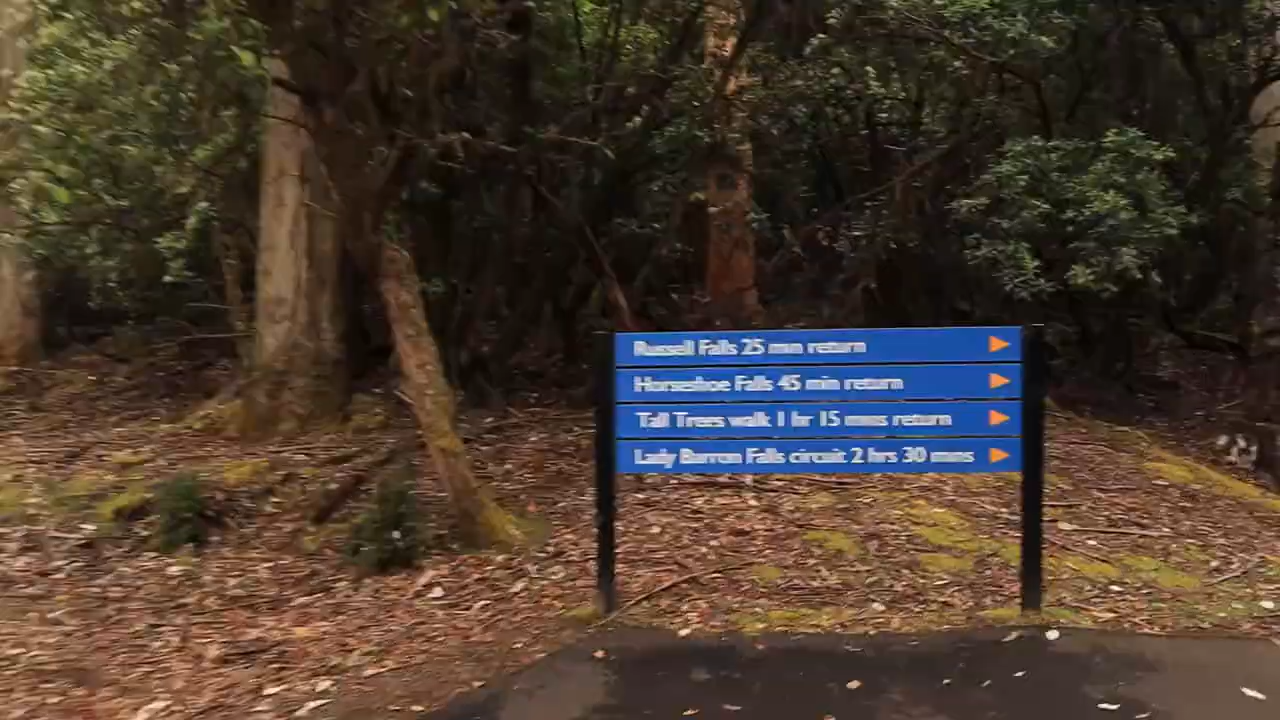 Russell Falls 25 min return
Horseshoe Falls 45 min return
Tall Trees walk 1 hr 15 mins return
Lady Barron Falls circuit 2 hrs 30 mins